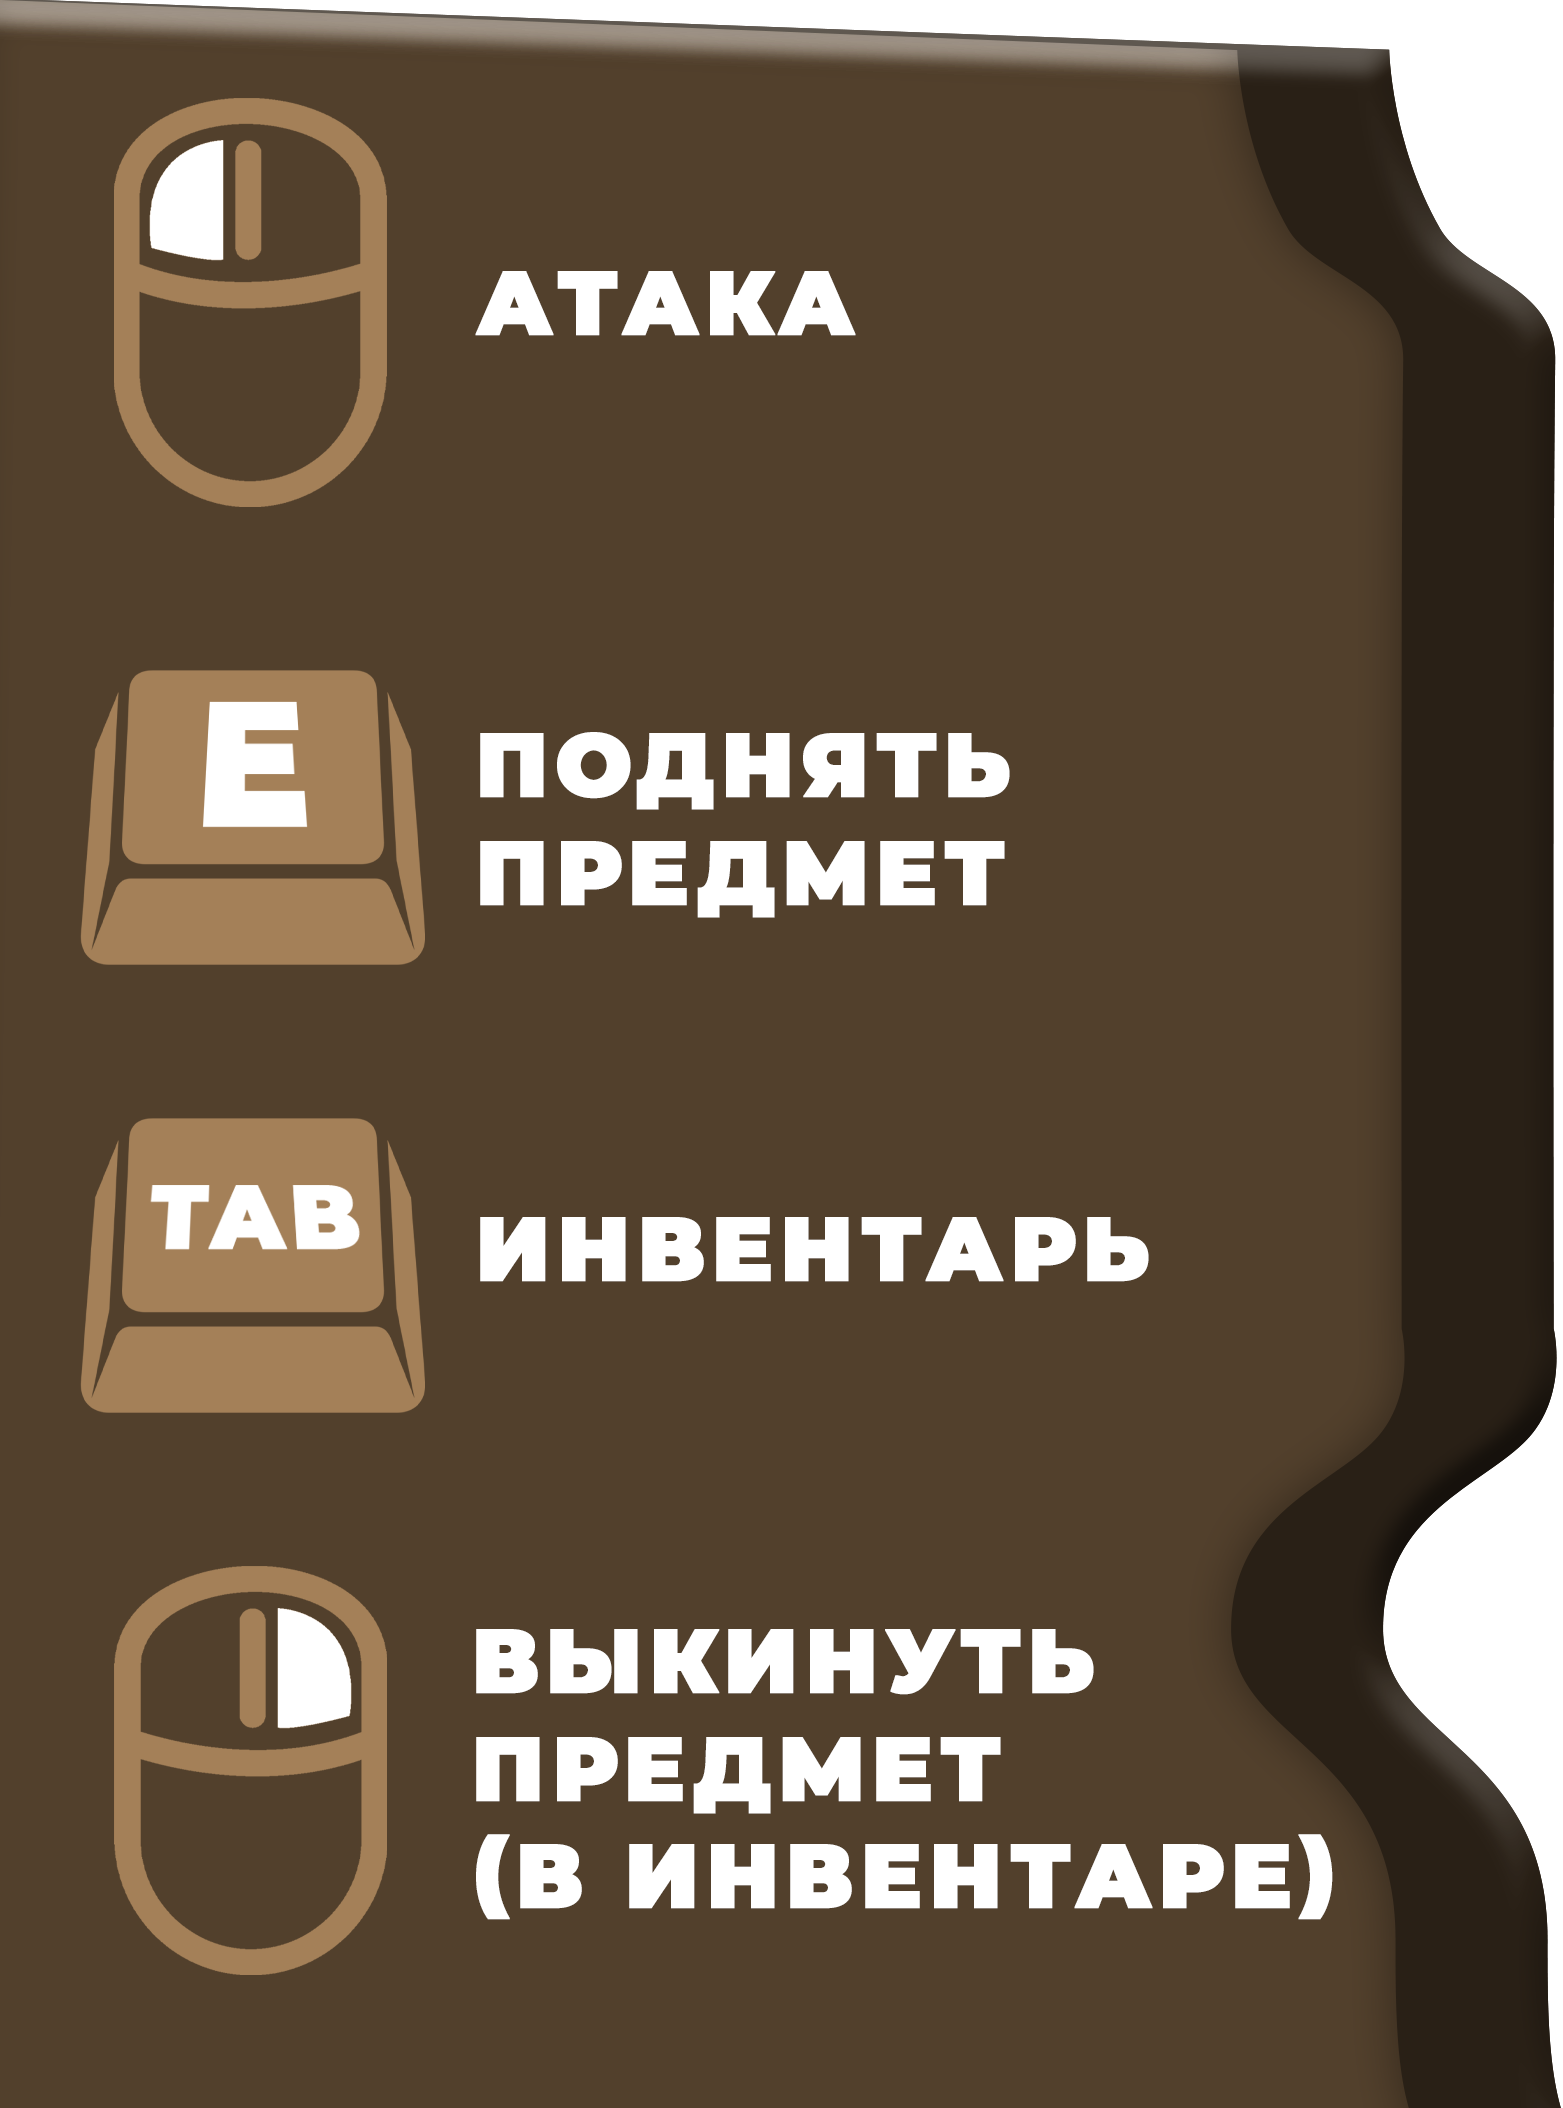 АТАКА
E
ПОДНЯТЬ
ПРЕДМЕТ
TAB
ИНВЕНТАРЬ
ВЫКИНУТЬ
ПРЕДМЕТ
(В ИНВЕНТАРЕ)